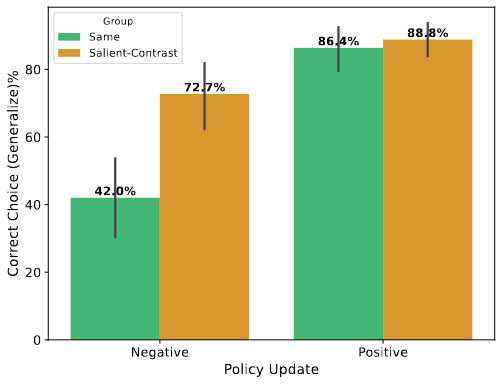 Group
Same
Salient-Contrast
42.0%
72.7%
86.4%
88.8%
0
20
40
60
80
Correct Choice (Generalize)%
Negative
Positive
Policy Update